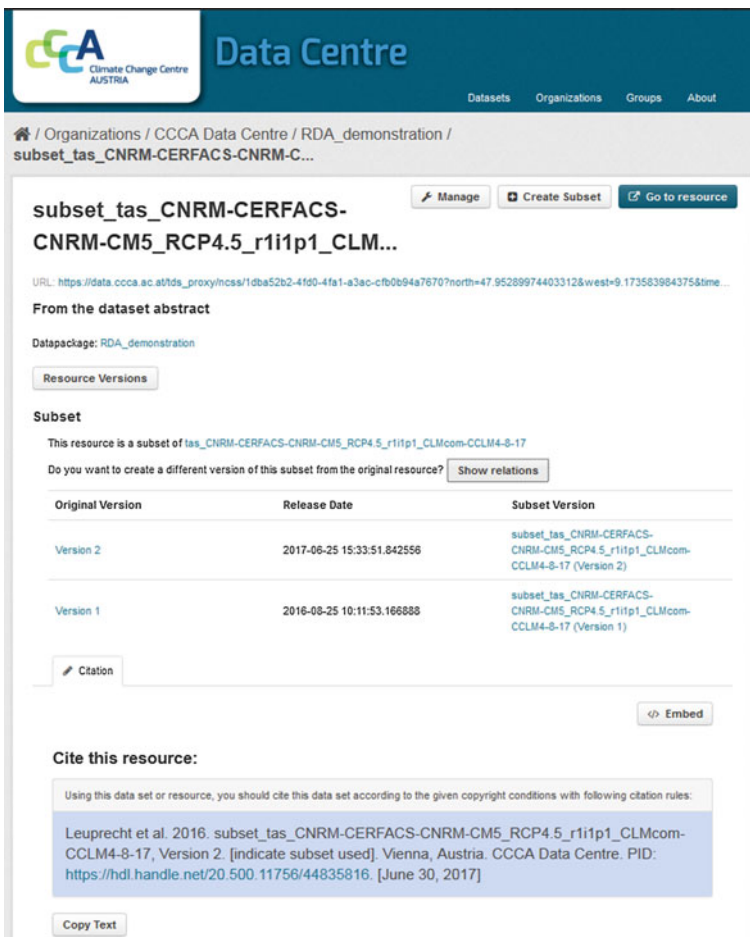 CCCA
Climate Change Centre
AUSTRIA
Data Centre
Datasets Organizations Groups About
/ Organizations / CCCA Data Centre / RDA_demonstration /
subset_tas_CNRM-CERFACS-CNRM-C...
Manage Create Subset Go to resource
subset_tas_CNRM-CERFACS-
CNRM-CM5_RCP4.5_r1i1p1_CLM...
URL: https://data.ccca.ac.at/tds_proxy/ncss/1dba52b2-4fd0-4fa1-a3ac-cfb0b94a7670?north=47.95289974403312&west=9.173583984375&time...
From the dataset abstract
Datapackage: RDA_demonstration
Resource Versions
Subset
This resource is a subset of tas_CNRM-CERFACS-CNRM-CM5_RCP4.5_r1i1p1_CLMcom-CCLM4-8-17
Do you want to create a different version of this subset from the original resource? Show relations
Original Version Release Date Subset Version
Version 2 2017-06-25 15:33:51.842556 subset_tas_CNRM-CERFACS-
CNRM-CM5_RCP4.5_r1i1p1_CLMcom-
CCLM4-8-17 (Version 2)
Version 1 2016-08-25 10:11:53.166888 subset_tas_CNRM-CERFACS-
CNRM-CM5_RCP4.5_r1i1p1_CLMcom-
CCLM4-8-17 (Version 1)
Citation
</> Embed
Cite this resource:
Using this data set or resource, you should cite this data set according to the given copyright conditions with following citation rules:
Leuprecht et al. 2016. subset_tas_CNRM-CERFACS-CNRM-CM5_RCP4.5_r1i1p1_CLMcom-
CCLM4-8-17, Version 2. [indicate subset used]. Vienna, Austria. CCCA Data Centre. PID:
https://hdl.handle.net/20.500.11756/44835816. [June 30, 2017]
Copy Text